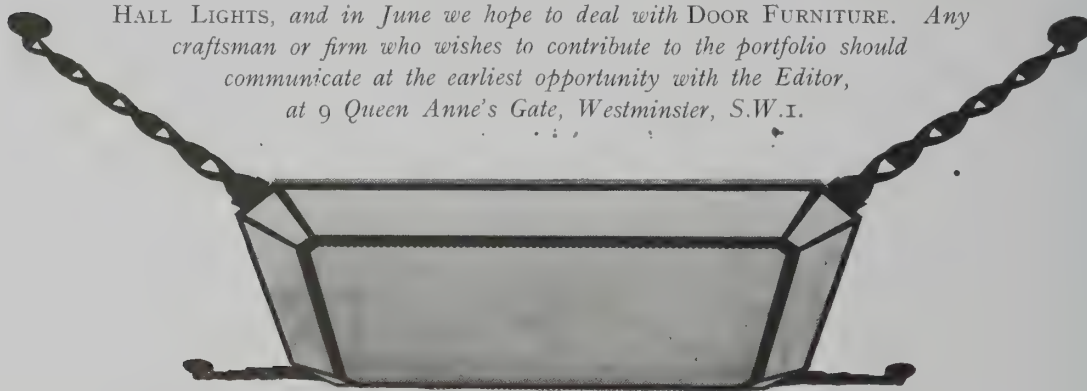 HALL LIGHTS, and in June we hope to deal with DOOR FURNITURE. Any
craftsman or firm who wishes to contribute to the portfolio should
communicate at the earliest opportunity with the Editor,
at 9 Queen Anne's Gate, Westminster, S.W.1.